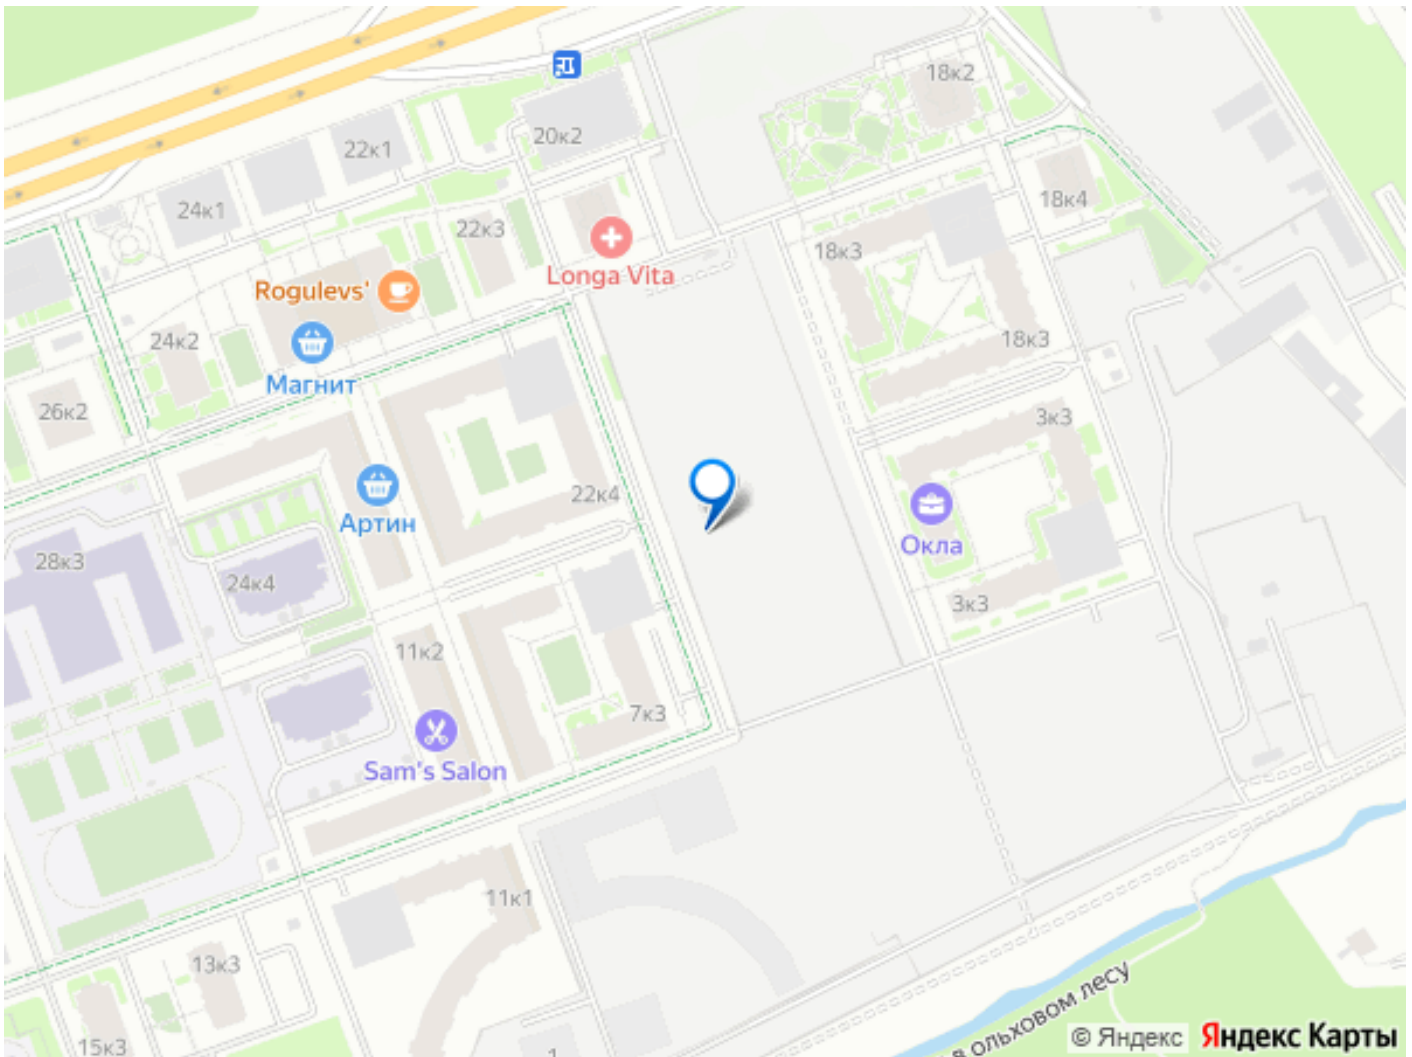 18к2
20к2
22к1
24к1
22к3
18к4
18к3
Longa Vita
Rogulevs'
24к2
Магнит
18к3
26к2
3к3
22к4
Артин
Окла
28к3
24к4
3к3
11к2
7к3
Sam's Salon
11к1
13к3
15к3
1
в ольховом лесу
© Яндекс
Яндекс Карты